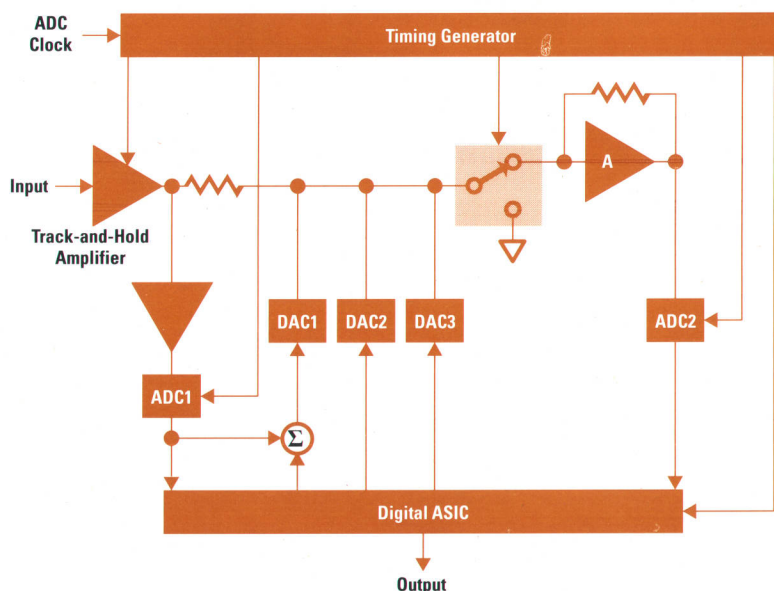 ADC
Clock
Timing Generator
A
Input
Track-and-Hold
Amplifier
DAC1
DAC2
DAC3
ADC2
ADC1
Σ
Digital ASIC
Output